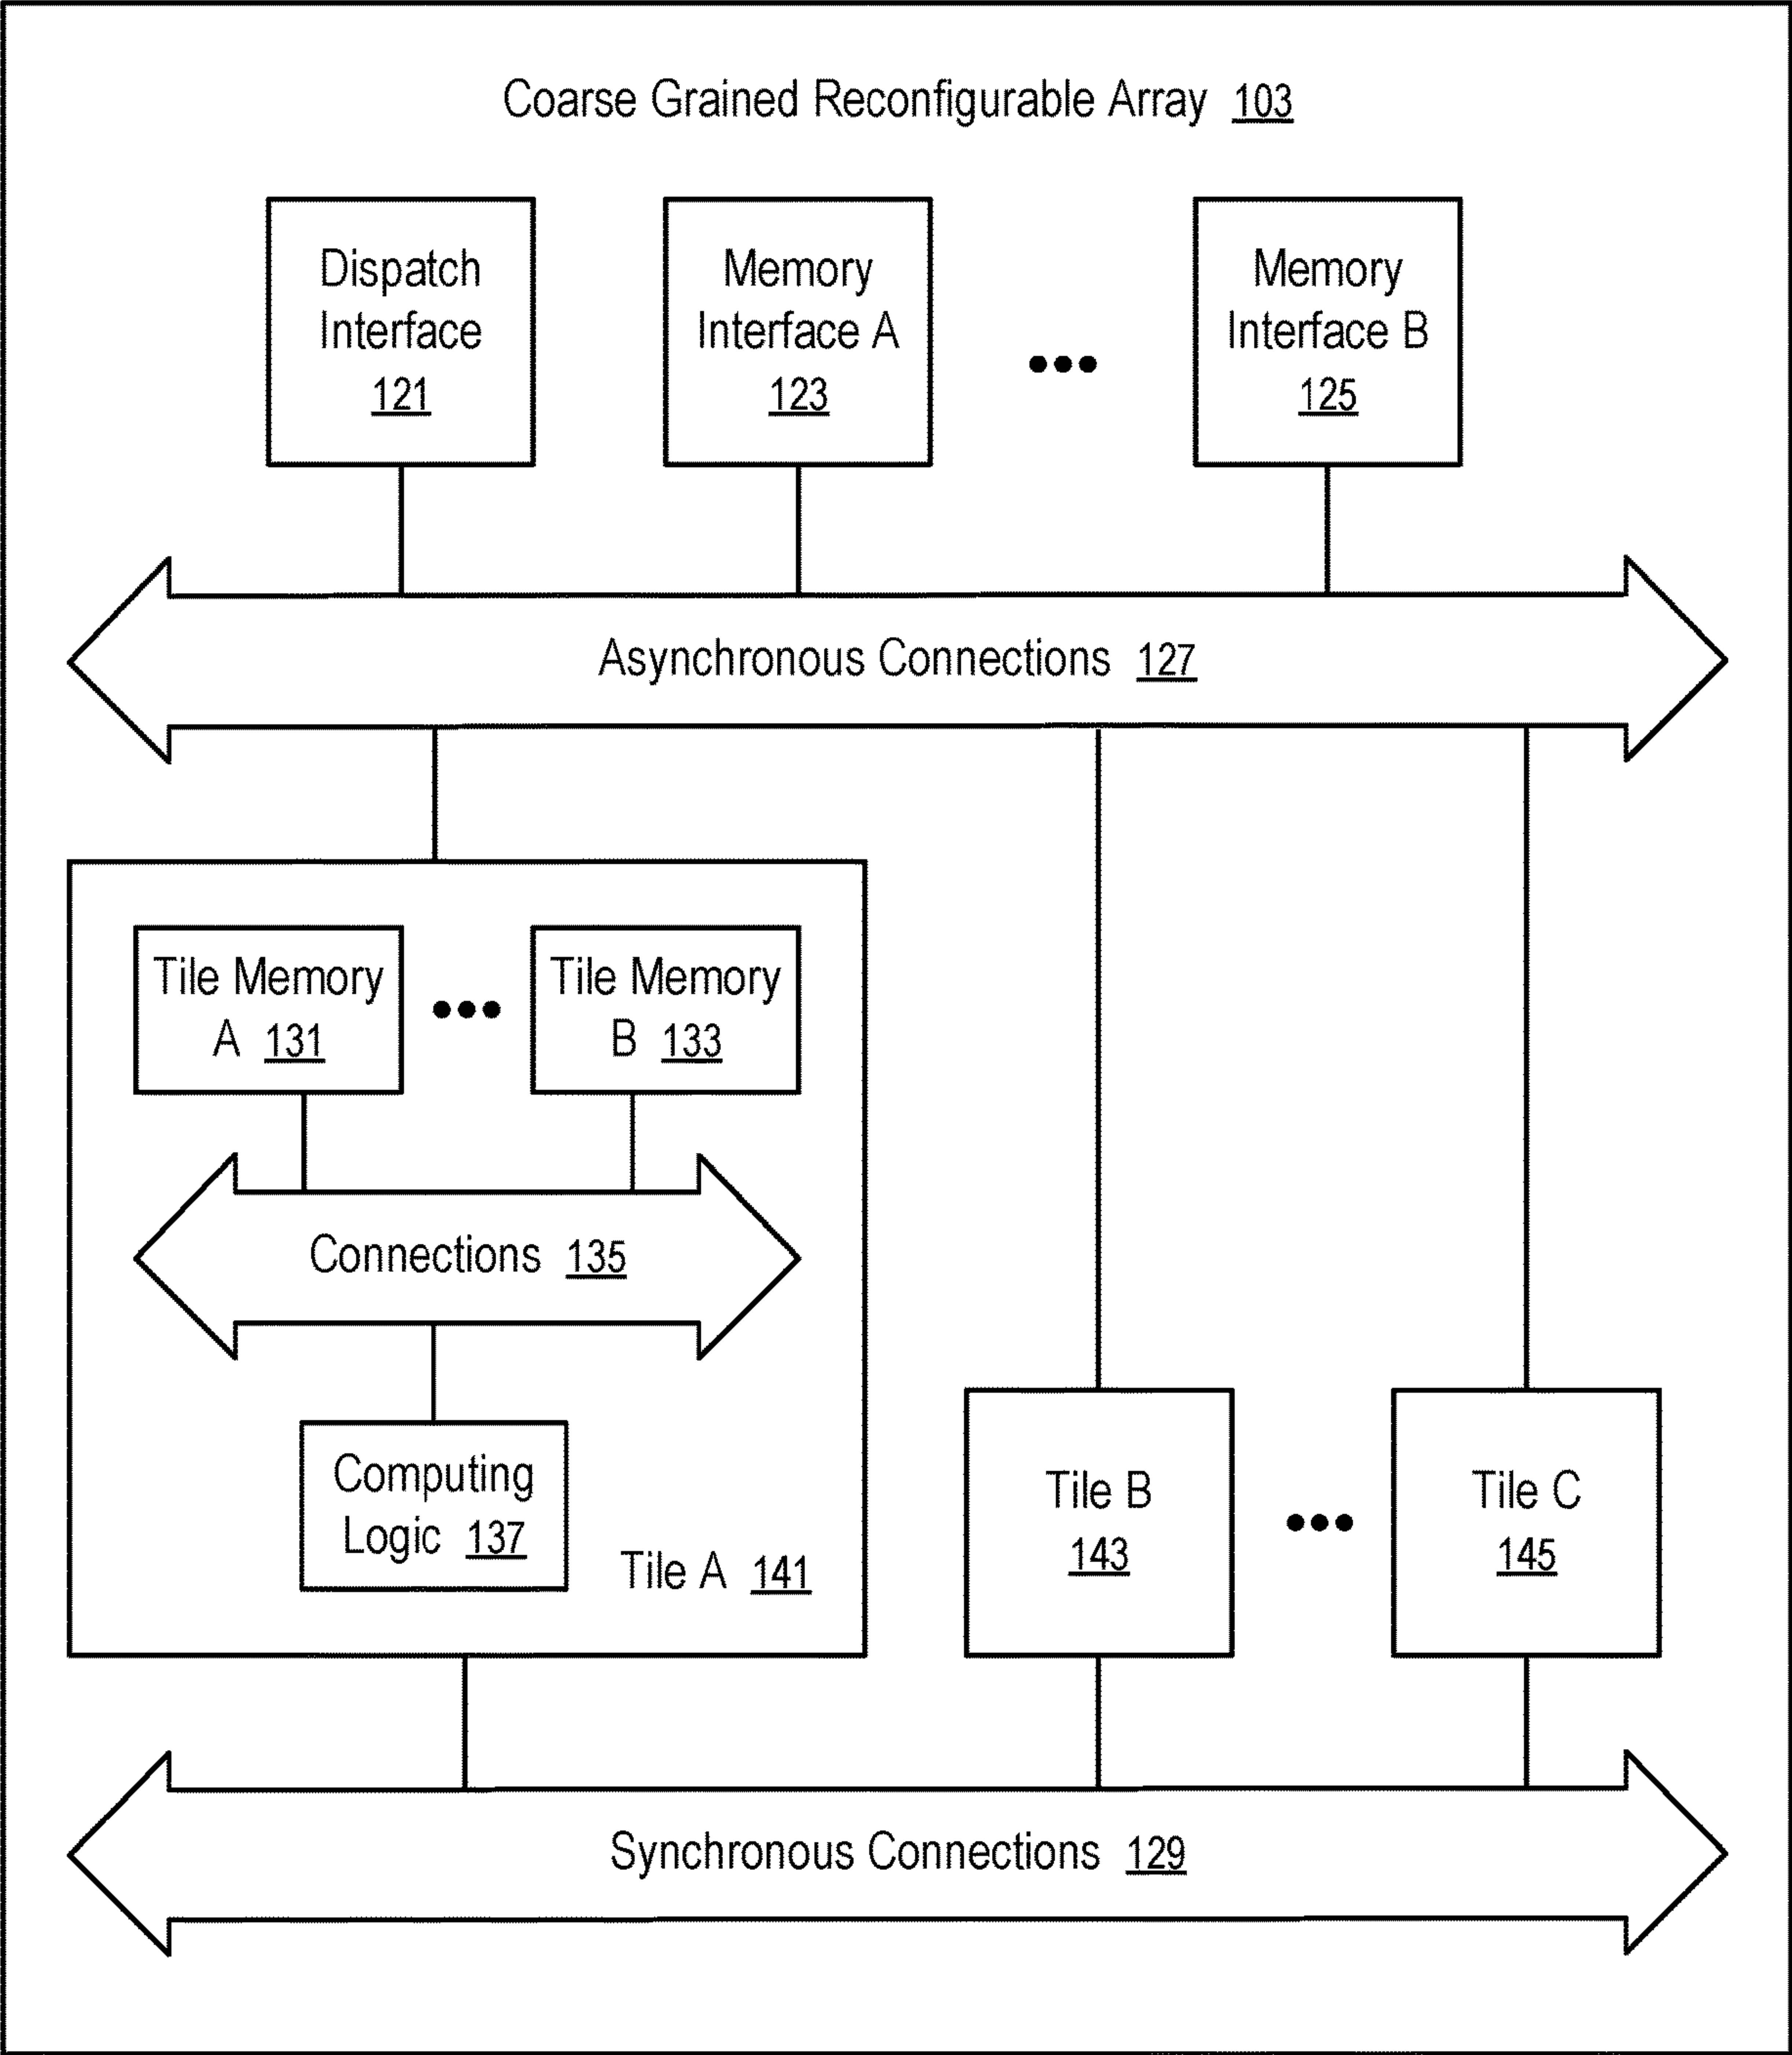 Coarse Grained Reconfigurable Array 103
Dispatch
Interface
121
Memory
Interface A
123
•••
Memory
Interface B
125
Asynchronous Connections 127
Tile Memory
A 131
•••
Tile Memory
B 133
Connections 135
Computing
Logic 137
Tile A 141
Tile B
143
•••
Tile C
145
Synchronous Connections 129